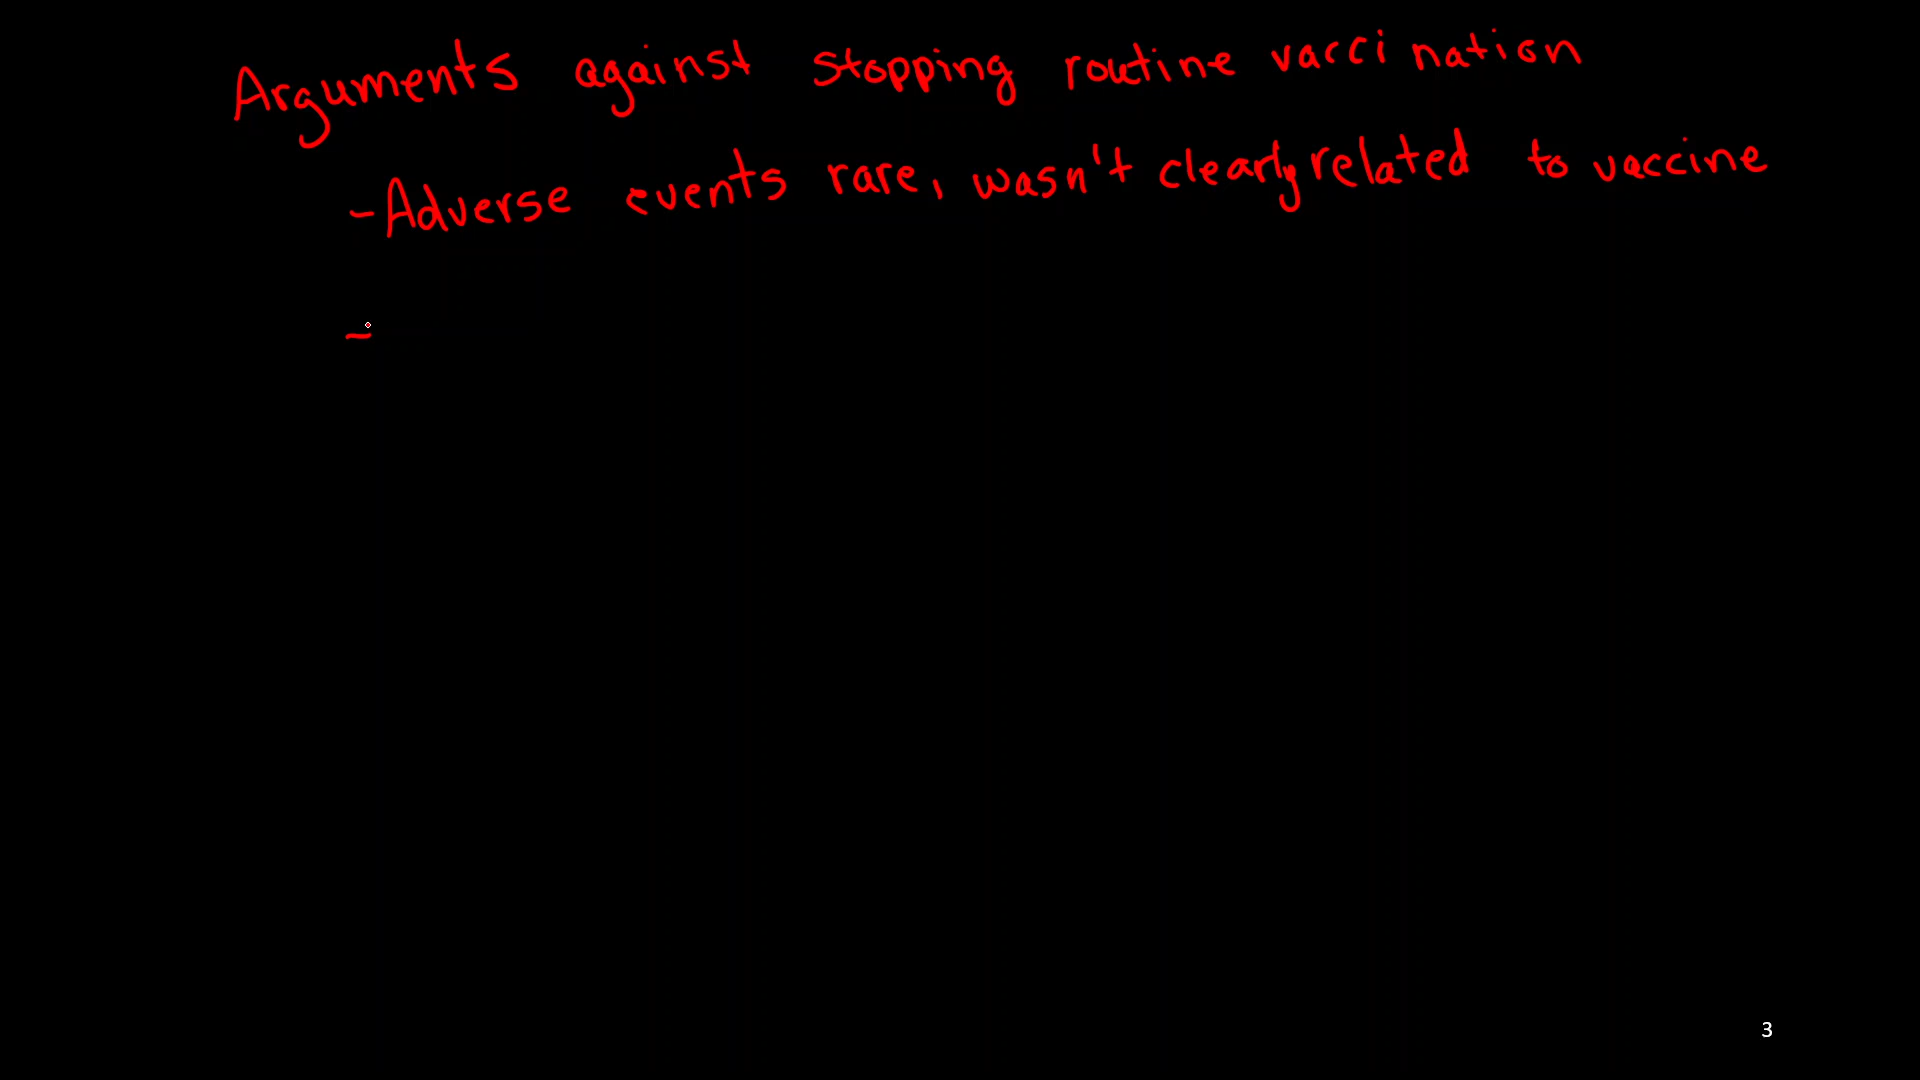 Arguments against stopping routine vaccination
- Adverse events rare, wasn't clearly related to vaccine
-
3